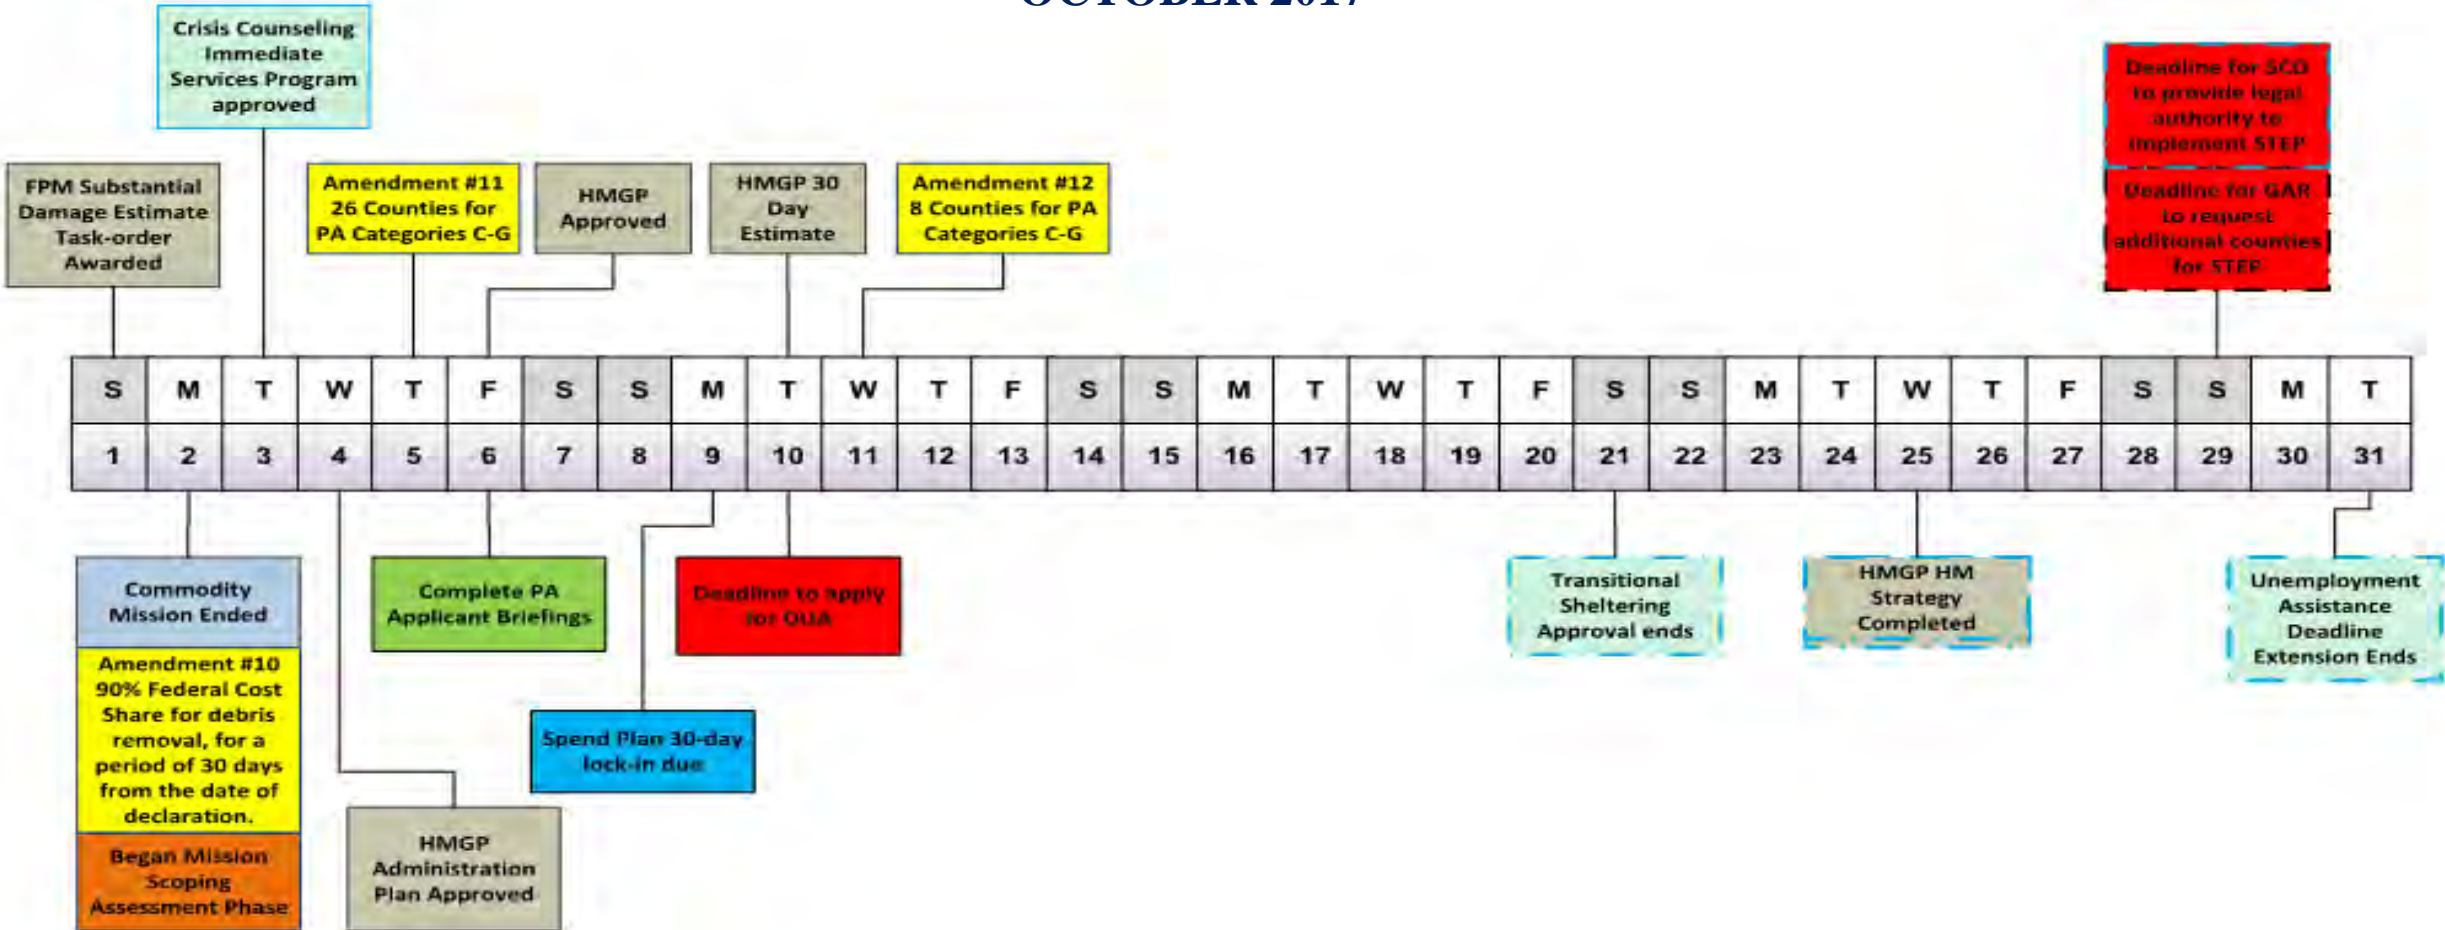 OCTOBER 2017
Crisis Counseling
Immediate
Services Program
approved
FPM Substantial
Damage Estimate
Task-order
Awarded
Amendment #11
26 Counties for
PA Categories C-G
HMGP
Approved
HMGP 30
Day
Estimate
Amendment #12
8 Counties for PA
Categories C-G
Deadline for SCO
to provide legal
authority to
implement STEP
Deadline for GAR
to request
additional counties
for STEP
S M T W T F S S M T W T F S S M T W T F S S M T W T F S S M T
1 2 3 4 5 6 7 8 9 10 11 12 13 14 15 16 17 18 19 20 21 22 23 24 25 26 27 28 29 30 31
Commodity
Mission Ended
Amendment #10
90% Federal Cost
Share for debris
removal, for a
period of 30 days
from the date of
declaration.
Began Mission
Scoping
Assessment Phase
HMGP
Administration
Plan Approved
Complete PA
Applicant Briefings
Spend Plan 30-day
lock-in due
Deadline to apply
for DUA
Transitional
Sheltering
Approval ends
HMGP HM
Strategy
Completed
Unemployment
Assistance
Deadline
Extension Ends